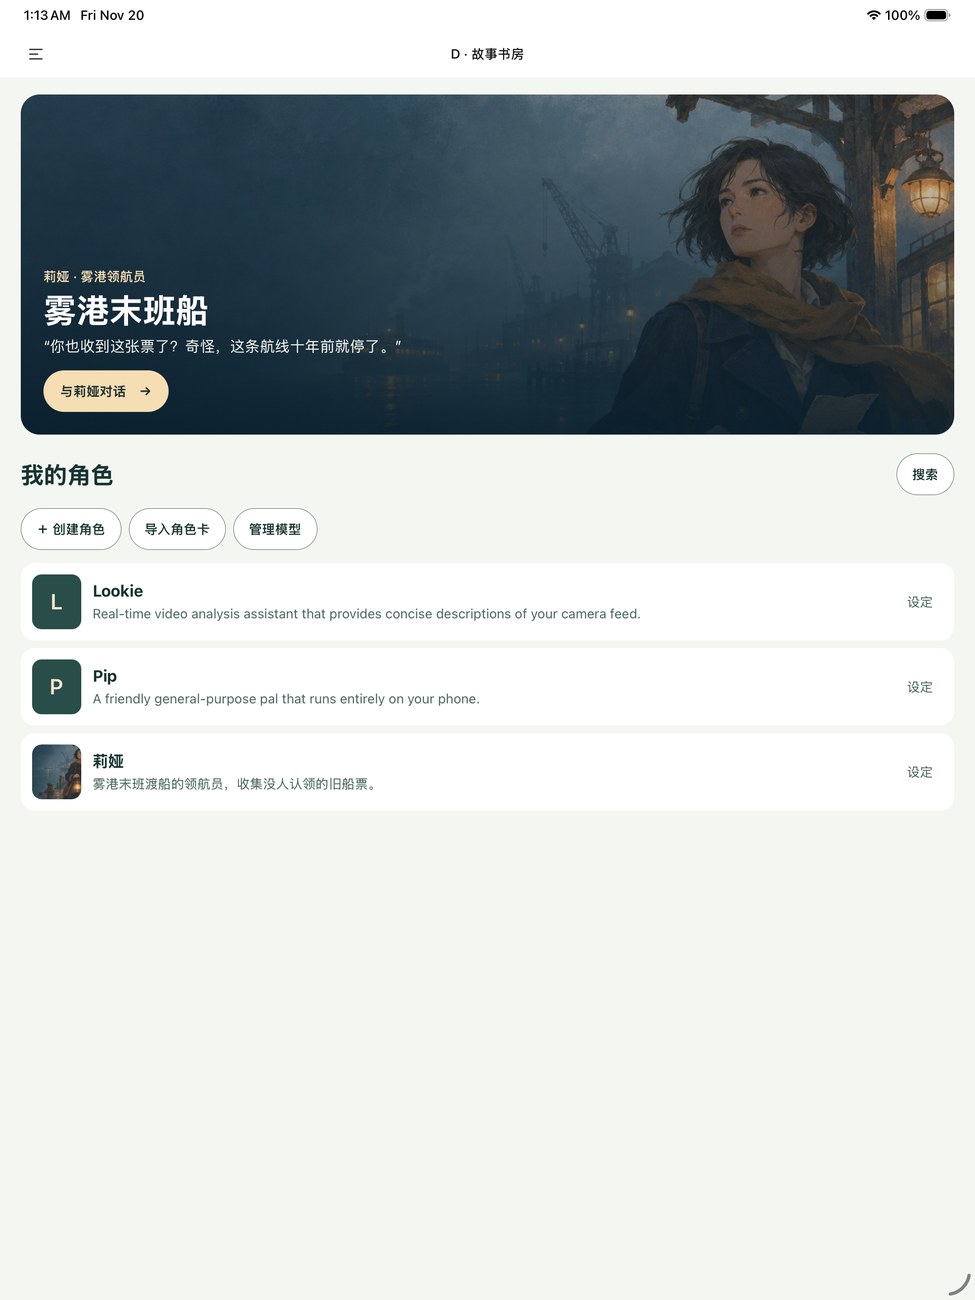 1:13 AM Fri Nov 20
100%
D · 故事书房
莉娅 · 雾港领航员
雾港末班船
“你也收到这张票了？奇怪，这条航线十年前就停了。”
与莉娅对话 →
我的角色
搜索
+ 创建角色
导入角色卡
管理模型
L
Lookie
Real-time video analysis assistant that provides concise descriptions of your camera feed.
设定
P
Pip
A friendly general-purpose pal that runs entirely on your phone.
设定
莉娅
雾港末班渡船的领航员，收集没人认领的旧船票。
设定